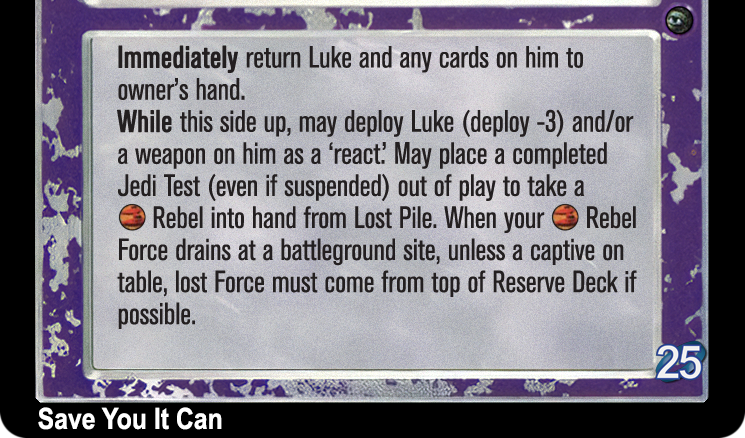 Immediately return Luke and any cards on him to
owner's hand.
While this side up, may deploy Luke (deploy -3) and/or
a weapon on him as a 'react.' May place a completed
Jedi Test (even if suspended) out of play to take a
Rebel into hand from Lost Pile. When your Rebel
Force drains at a battleground site, unless a captive on
table, lost Force must come from top of Reserve Deck if
possible.
25
Save You It Can